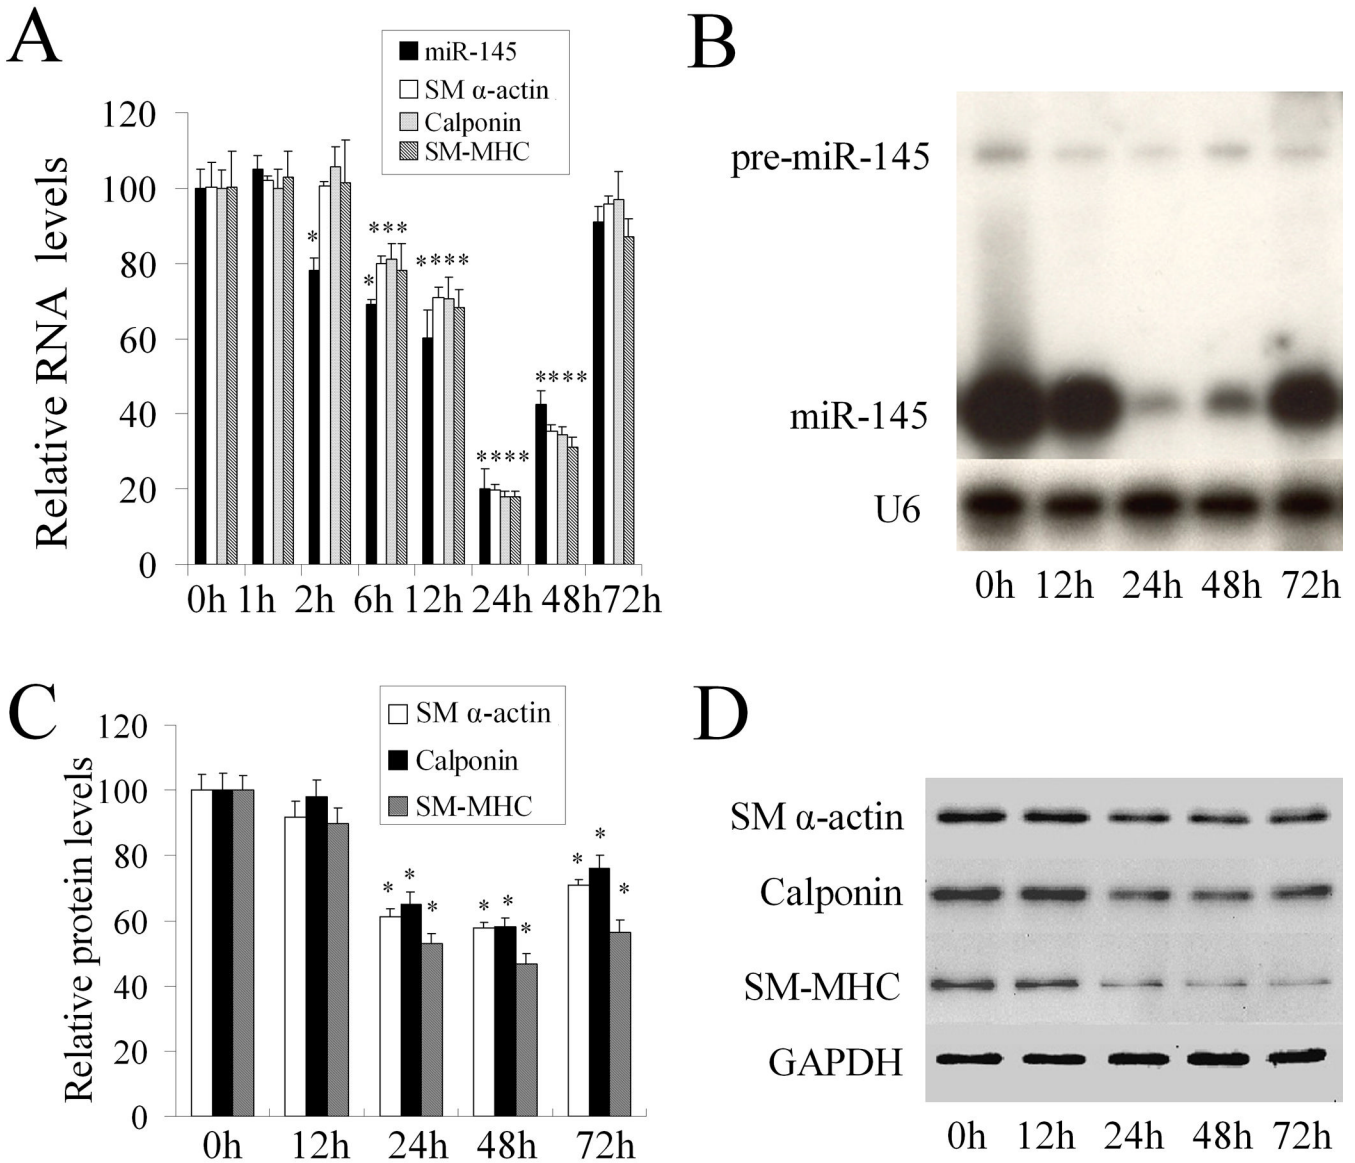 A
miR-145
SM α-actin
Calponin
SM-MHC
Relative RNA levels
120
100
80
60
40
20
0
*
*
***
****
****
****
0h 1h 2h 6h 12h 24h 48h 72h
B
pre-miR-145
miR-145
U6
0h 12h 24h 48h 72h
C
SM α-actin
Calponin
SM-MHC
Relative protein levels
120
100
80
60
40
20
0
* * *
* * *
* * *
0h 12h 24h 48h 72h
D
SM α-actin
Calponin
SM-MHC
GAPDH
0h 12h 24h 48h 72h